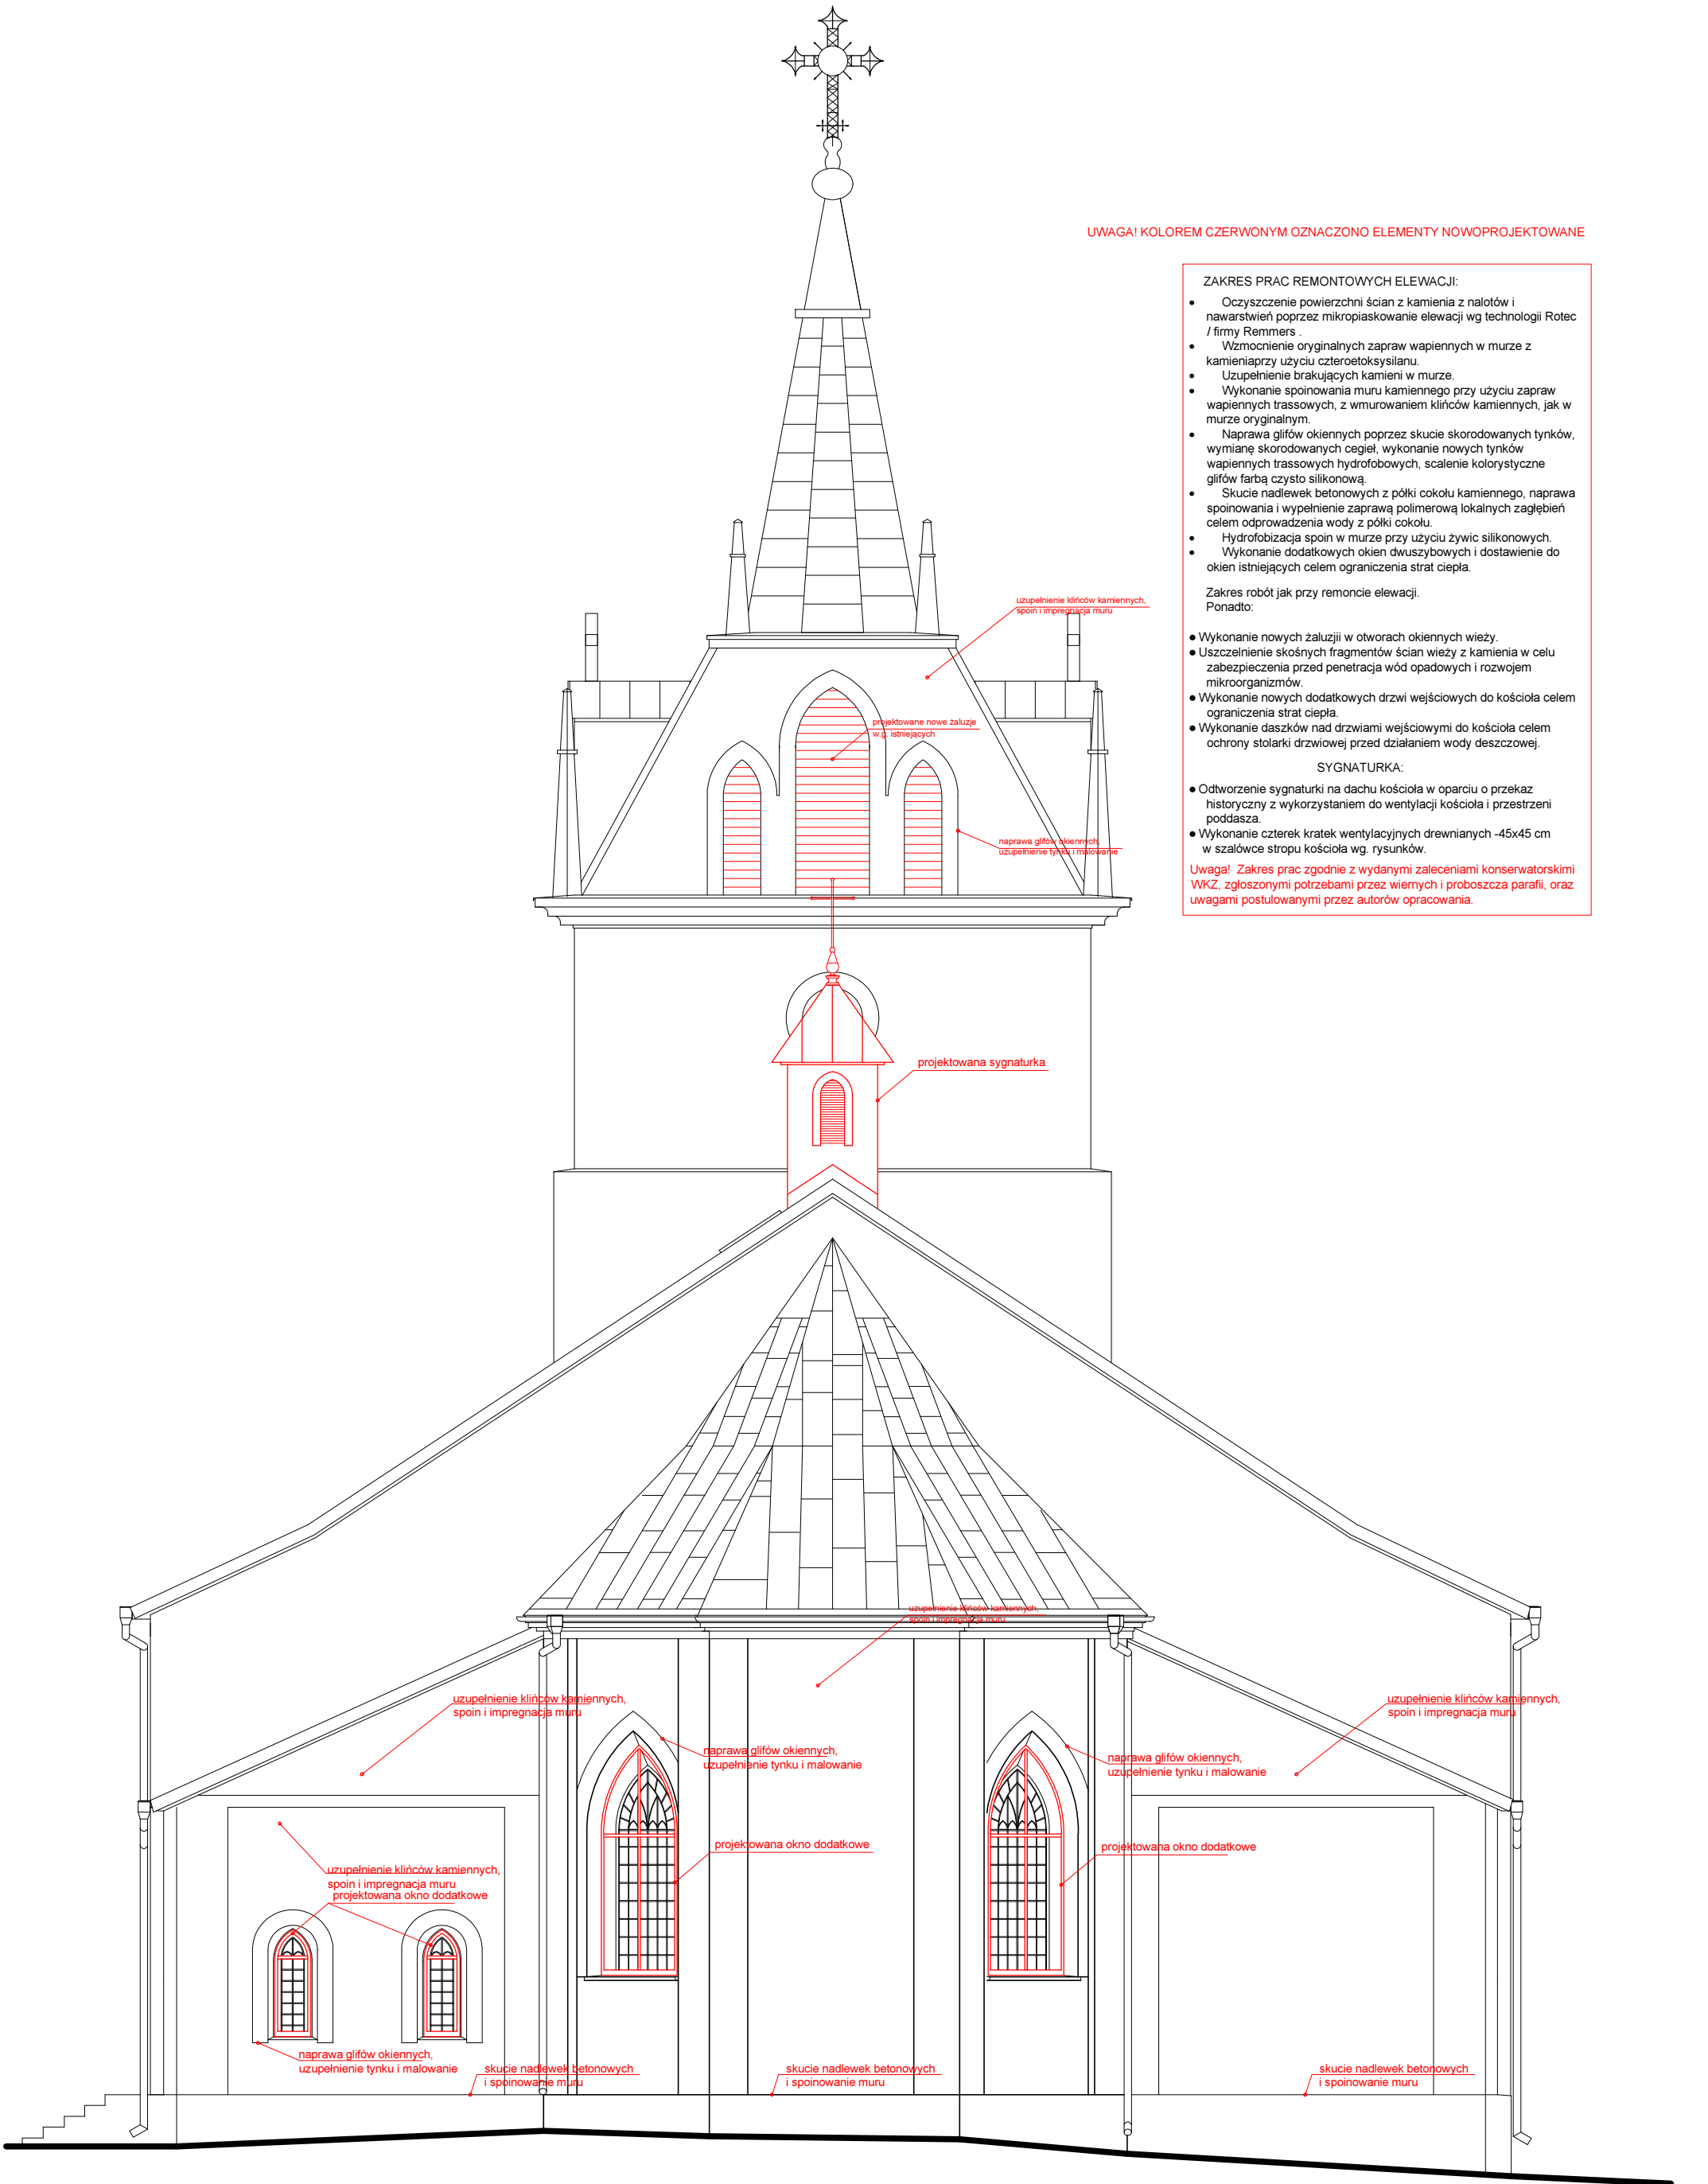 UWAGA! KOLOREM CZERWONYM OZNACZONO ELEMENTY NOWOPROJEKTOWANE
ZAKRES PRAC REMONTOWYCH ELEWACJI:
• Oczyszczenie powierzchni ścian z kamienia z nalotów i
nawarstwień poprzez mikropiaskowanie elewacji wg technologii Rotec
/ firmy Remmers .
• Wzmocnienie oryginalnych zapraw wapiennych w murze z
kamieniaprzy użyciu czteroetoksysilanu.
• Uzupełnienie brakujących kamieni w murze.
• Wykonanie spoinowania muru kamiennego przy użyciu zapraw
wapiennych trassowych, z wmurowaniem klińców kamiennych, jak w
murze oryginalnym.
• Naprawa glifów okiennych poprzez skucie skorodowanych tynków,
wymianę skorodowanych cegieł, wykonanie nowych tynków
wapiennych trassowych hydrofobowych, scalenie kolorystyczne
glifów farbą czysto silikonową.
• Skucie nadlewek betonowych z półki cokołu kamiennego, naprawa
spoinowania i wypełnienie zaprawą polimerową lokalnych zagłębień
celem odprowadzenia wody z półki cokołu.
• Hydrofobizacja spoin w murze przy użyciu żywic silikonowych.
• Wykonanie dodatkowych okien dwuszybowych i dostawienie do
okien istniejących celem ograniczenia strat ciepła.
Zakres robót jak przy remoncie elewacji.
Ponadto:
• Wykonanie nowych żaluzjii w otworach okiennych wieży.
• Uszczelnienie skośnych fragmentów ścian wieży z kamienia w celu
zabezpieczenia przed penetracja wód opadowych i rozwojem
mikroorganizmów.
• Wykonanie nowych dodatkowych drzwi wejściowych do kościoła celem
ograniczenia strat ciepła.
• Wykonanie daszków nad drzwiami wejściowymi do kościoła celem
ochrony stolarki drzwiowej przed działaniem wody deszczowej.
SYGNATURKA:
• Odtworzenie sygnaturki na dachu kościoła w oparciu o przekaz
historyczny z wykorzystaniem do wentylacji kościoła i przestrzeni
poddasza.
• Wykonanie czterek kratek wentylacyjnych drewnianych -45x45 cm
w szalówce stropu kościoła wg. rysunków.
Uwaga! Zakres prac zgodnie z wydanymi zaleceniami konserwatorskimi
WKZ, zgłoszonymi potrzebami przez wiernych i proboszcza parafii, oraz
uwagami postulowanymi przez autorów opracowania.
uzupełnienie klińców kamiennych,
spoin i impregnacja muru
projektowane nowe żaluzje
w.g. istniejących
naprawa glifów okiennych,
uzupełnienie tynku i malowanie
projektowana sygnaturka
uzupełnienie klińców kamiennych,
spoin i impregnacja muru
uzupełnienie klińców kamiennych,
spoin i impregnacja muru
uzupełnienie klińców kamiennych,
spoin i impregnacja muru
naprawa glifów okiennych,
uzupełnienie tynku i malowanie
naprawa glifów okiennych,
uzupełnienie tynku i malowanie
projektowana okno dodatkowe
projektowana okno dodatkowe
uzupełnienie klińców kamiennych,
spoin i impregnacja muru
projektowana okno dodatkowe
naprawa glifów okiennych,
uzupełnienie tynku i malowanie
skucie nadlewek betonowych
i spoinowanie muru
skucie nadlewek betonowych
i spoinowanie muru
skucie nadlewek betonowych
i spoinowanie muru